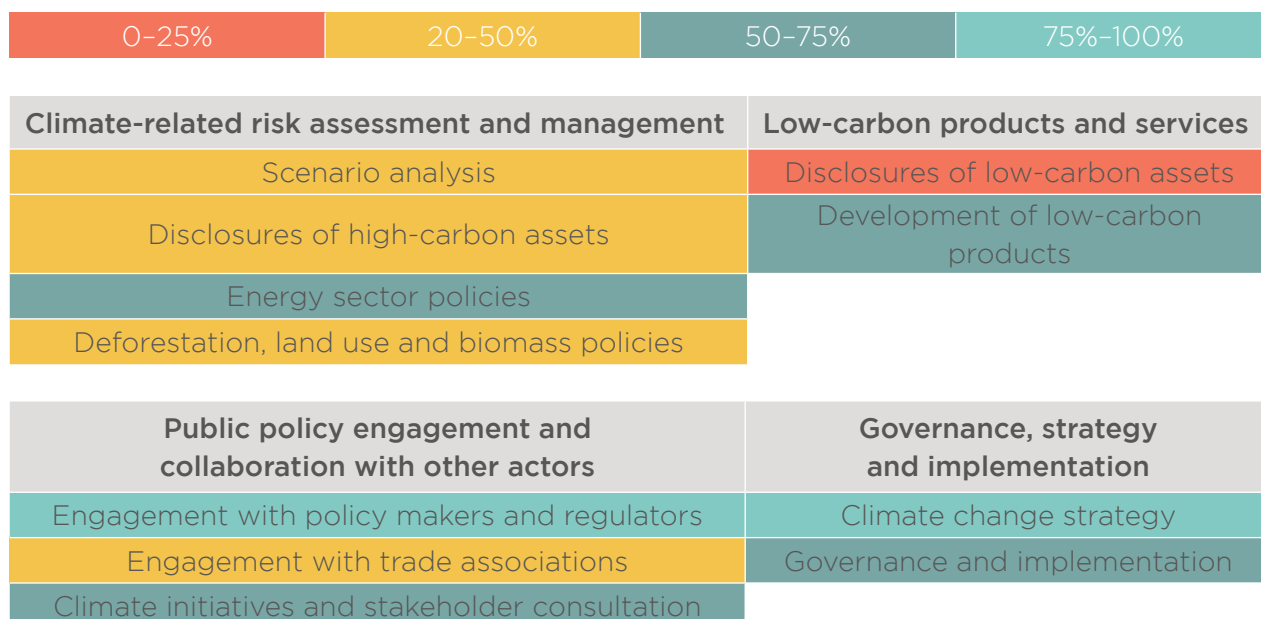 0–25% 20–50% 50–75% 75%–100%
Climate-related risk assessment and management
Scenario analysis
Disclosures of high-carbon assets
Energy sector policies
Deforestation, land use and biomass policies
Low-carbon products and services
Disclosures of low-carbon assets
Development of low-carbon
products
Public policy engagement and
collaboration with other actors
Engagement with policy makers and regulators
Engagement with trade associations
Climate initiatives and stakeholder consultation
Governance, strategy
and implementation
Climate change strategy
Governance and implementation